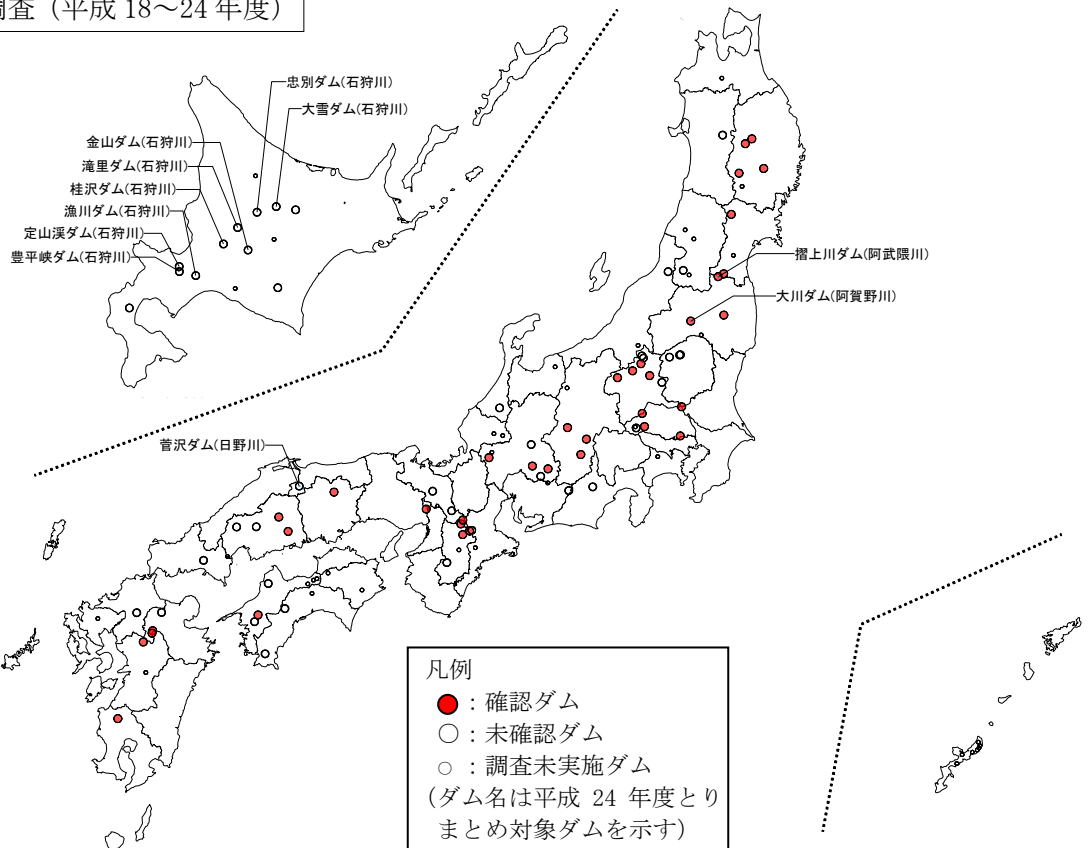 調査（平成 18～24 年度）
忠別ダム(石狩川)
大雪ダム(石狩川)
金山ダム(石狩川)
滝里ダム(石狩川)
桂沢ダム(石狩川)
漁川ダム(石狩川)
定山渓ダム(石狩川)
豊平峡ダム(石狩川)
摺上川ダム(阿武隈川)
大川ダム(阿賀野川)
菅沢ダム(日野川)
凡例
●：確認ダム
○：未確認ダム
○：調査未実施ダム
(ダム名は平成 24 年度とり
まとめ対象ダムを示す)